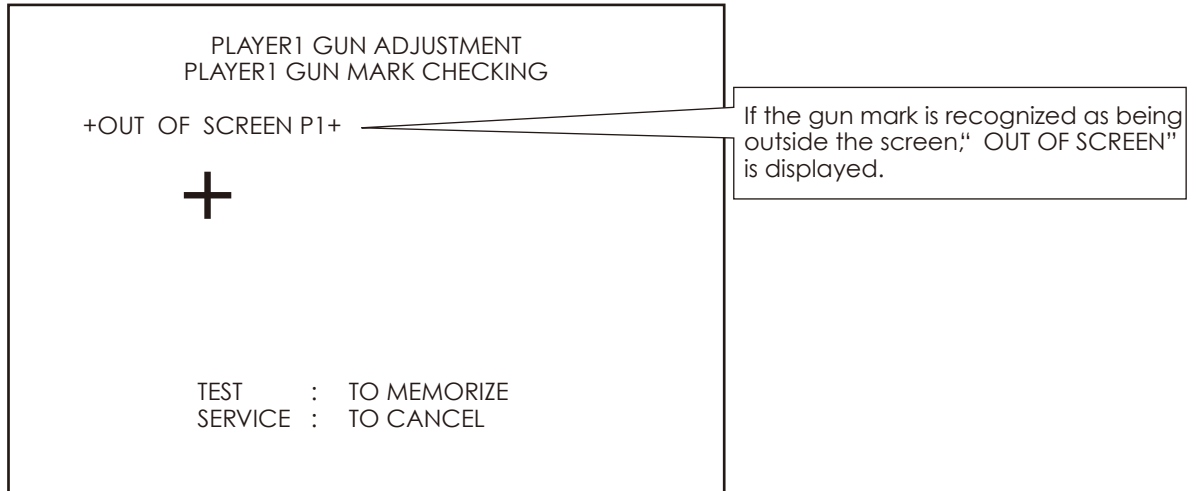 PLAYER1 GUN ADJUSTMENT
PLAYER1 GUN MARK CHECKING
+OUT OF SCREEN P1+
If the gun mark is recognized as being
outside the screen,“ OUT OF SCREEN”
is displayed.
TEST : TO MEMORIZE
SERVICE : TO CANCEL